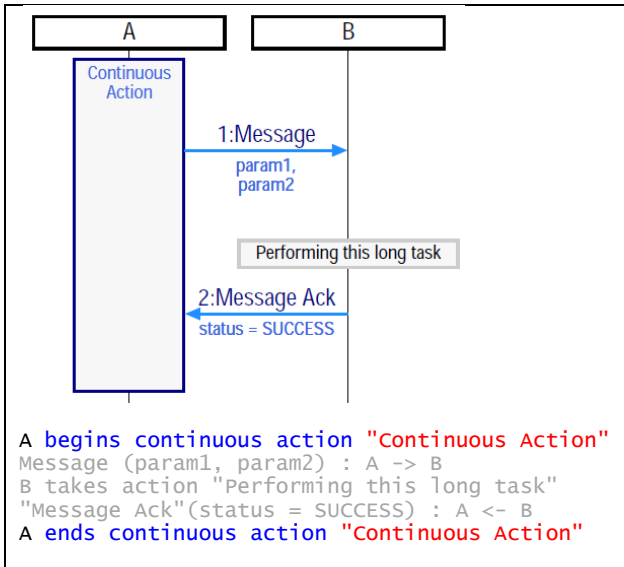 A B
Continuous
Action
1:Message
param1,
param2
Performing this long task
2:Message Ack
status = SUCCESS
A begins continuous action "Continuous Action"
Message (param1, param2) : A -> B
B takes action "Performing this long task"
"Message Ack"(status = SUCCESS) : A <- B
A ends continuous action "Continuous Action"